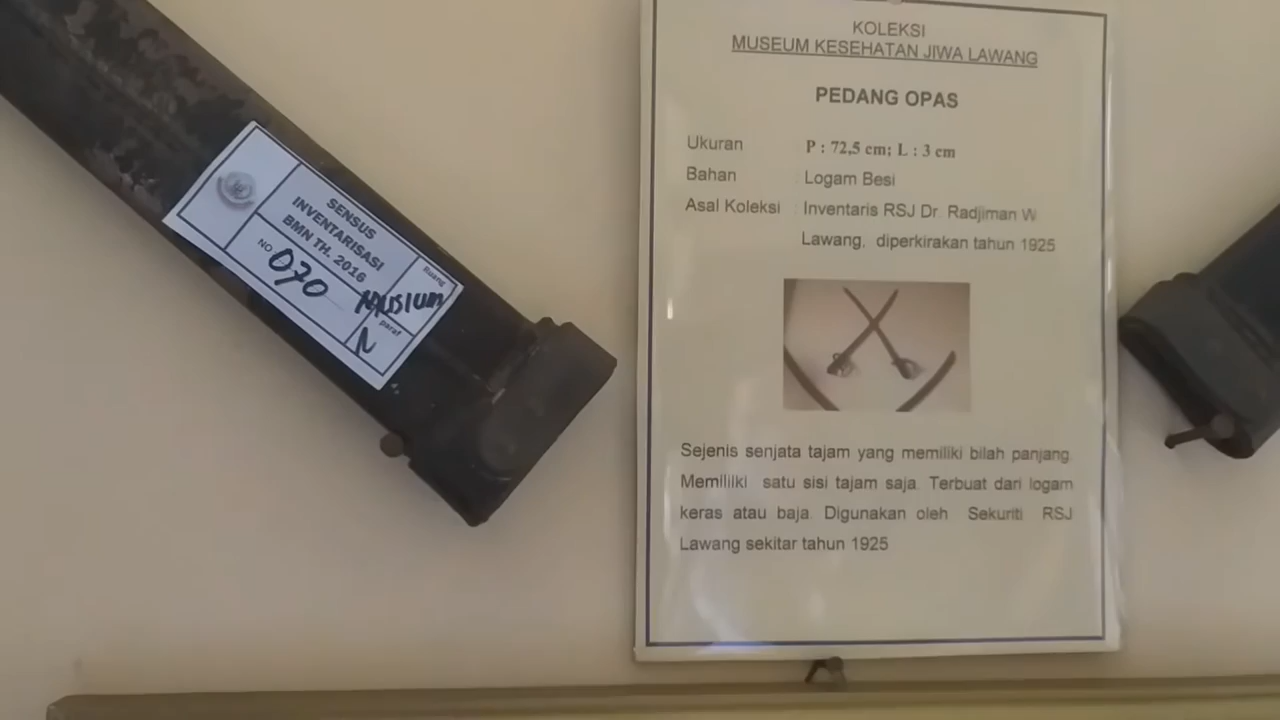 SENSUS
INVENTARISASI
BMN TH. 2016
NO 070
Ruang
Musium
paraf
KOLEKSI
MUSEUM KESEHATAN JIWA LAWANG
PEDANG OPAS
Ukuran P : 72,5 cm; L : 3 cm
Bahan : Logam Besi
Asal Koleksi : Inventaris RSJ Dr. Radjiman W
Lawang, diperkirakan tahun 1925
Sejenis senjata tajam yang memiliki bilah panjang.
Memiliiki satu sisi tajam saja. Terbuat dari logam
keras atau baja. Digunakan oleh Sekuriti RSJ
Lawang sekitar tahun 1925